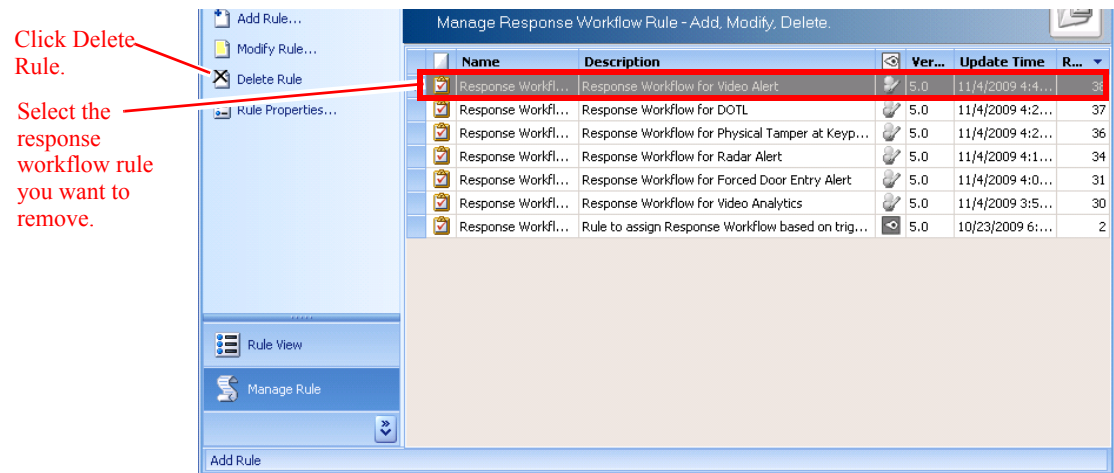 Click Delete
Rule.
Select the
response
workflow rule
you want to
remove.
Add Rule...
Modify Rule...
Delete Rule
Rule Properties...
Rule View
Manage Rule
Add Rule
Manage Response Workflow Rule - Add, Modify, Delete.
Name Description Ver... Update Time R...
Response Workfl... Response Workflow for Video Alert 5.0 11/4/2009 4:4... 38
Response Workfl... Response Workflow for DOTL 5.0 11/4/2009 4:2... 37
Response Workfl... Response Workflow for Physical Tamper at Keyp... 5.0 11/4/2009 4:2... 36
Response Workfl... Response Workflow for Radar Alert 5.0 11/4/2009 4:1... 34
Response Workfl... Response Workflow for Forced Door Entry Alert 5.0 11/4/2009 4:0... 31
Response Workfl... Response Workflow for Video Analytics 5.0 11/4/2009 3:5... 30
Response Workfl... Rule to assign Response Workflow based on trig... 5.0 10/23/2009 6:... 2